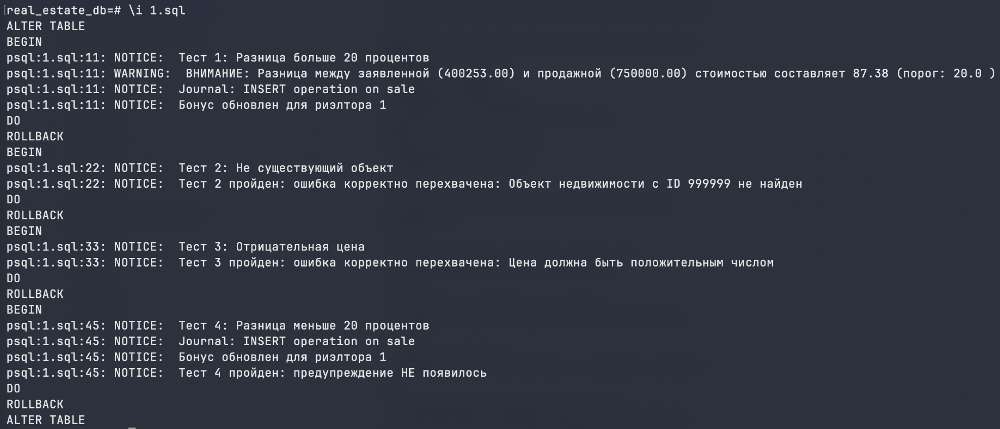 real_estate_db=# \i 1.sql
ALTER TABLE
BEGIN
psql:1.sql:11: NOTICE:  Тест 1: Разница больше 20 процентов
psql:1.sql:11: WARNING:  ВНИМАНИЕ: Разница между заявленной (400253.00) и продажной (750000.00) стоимостью составляет 87.38 (порог: 20.0 )
psql:1.sql:11: NOTICE:  Journal: INSERT operation on sale
psql:1.sql:11: NOTICE:  Бонус обновлен для риэлтора 1
DO
ROLLBACK
BEGIN
psql:1.sql:22: NOTICE:  Тест 2: Не существующий объект
psql:1.sql:22: NOTICE:  Тест 2 пройден: ошибка корректно перехвачена: Объект недвижимости с ID 999999 не найден
DO
ROLLBACK
BEGIN
psql:1.sql:33: NOTICE:  Тест 3: Отрицательная цена
psql:1.sql:33: NOTICE:  Тест 3 пройден: ошибка корректно перехвачена: Цена должна быть положительным числом
DO
ROLLBACK
BEGIN
psql:1.sql:45: NOTICE:  Тест 4: Разница меньше 20 процентов
psql:1.sql:45: NOTICE:  Journal: INSERT operation on sale
psql:1.sql:45: NOTICE:  Бонус обновлен для риэлтора 1
psql:1.sql:45: NOTICE:  Тест 4 пройден: предупреждение НЕ появилось
DO
ROLLBACK
ALTER TABLE